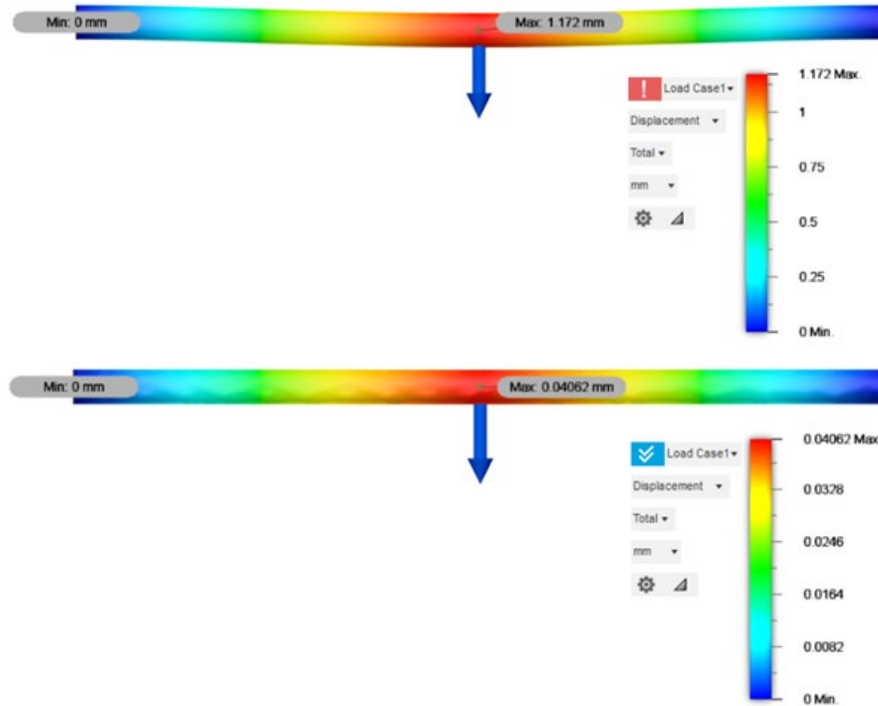 Min: 0 mm
Max: 1.172 mm
Load Case1
Displacement
Total
mm
1.172 Max.
1
0.75
0.5
0.25
0 Min.
Min: 0 mm
Max: 0.04062 mm
Load Case1
Displacement
Total
mm
0.04062 Max
0.0328
0.0246
0.0164
0.0082
0 Min.